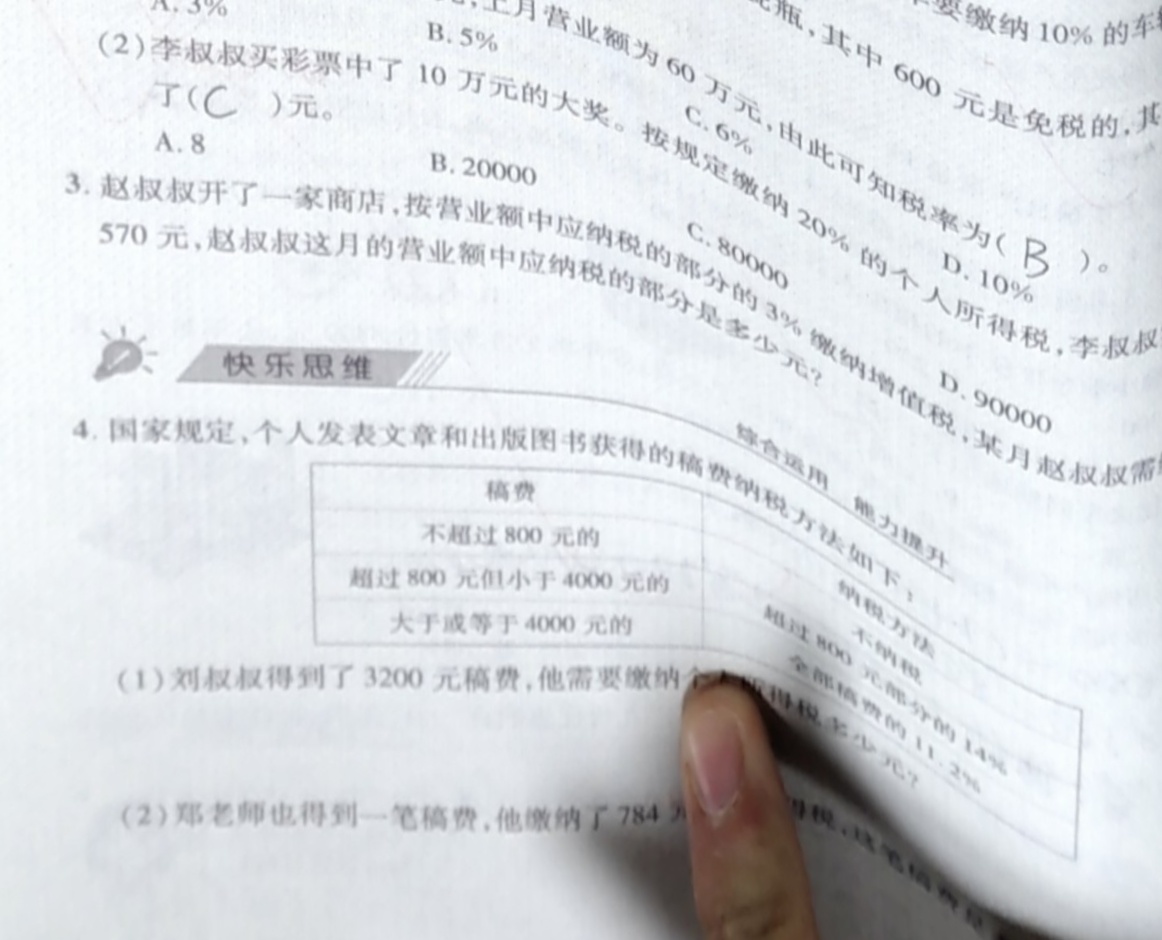 要缴纳 10% 的车
瓶,其中 600 元是免税的,其
上月营业额为 60 万元,由此可知税率为( B )。
A. 3% B. 5% C. 6% D. 10%
(2)李叔叔买彩票中了 10 万元的大奖。按规定缴纳 20% 的个人所得税,李叔叔
了( C )元。
A. 8 B. 20000 C. 80000 D. 90000
3. 赵叔叔开了一家商店,按营业额中应纳税的部分的 3% 缴纳增值税,某月赵叔叔需
570 元,赵叔叔这月的营业额中应纳税的部分是多少元?
快乐思维
综合运用 能力提升
4. 国家规定,个人发表文章和出版图书获得的稿费纳税方法如下:
稿费 纳税方法
不超过 800 元的 不纳税
超过 800 元但小于 4000 元的 超过 800 元部分的 14%
大于或等于 4000 元的 全部稿费的 11.2%
(1)刘叔叔得到了 3200 元稿费,他需要缴纳个人所得税多少元?
(2)郑老师也得到一笔稿费,他缴纳了 784 得税,这笔稿费是